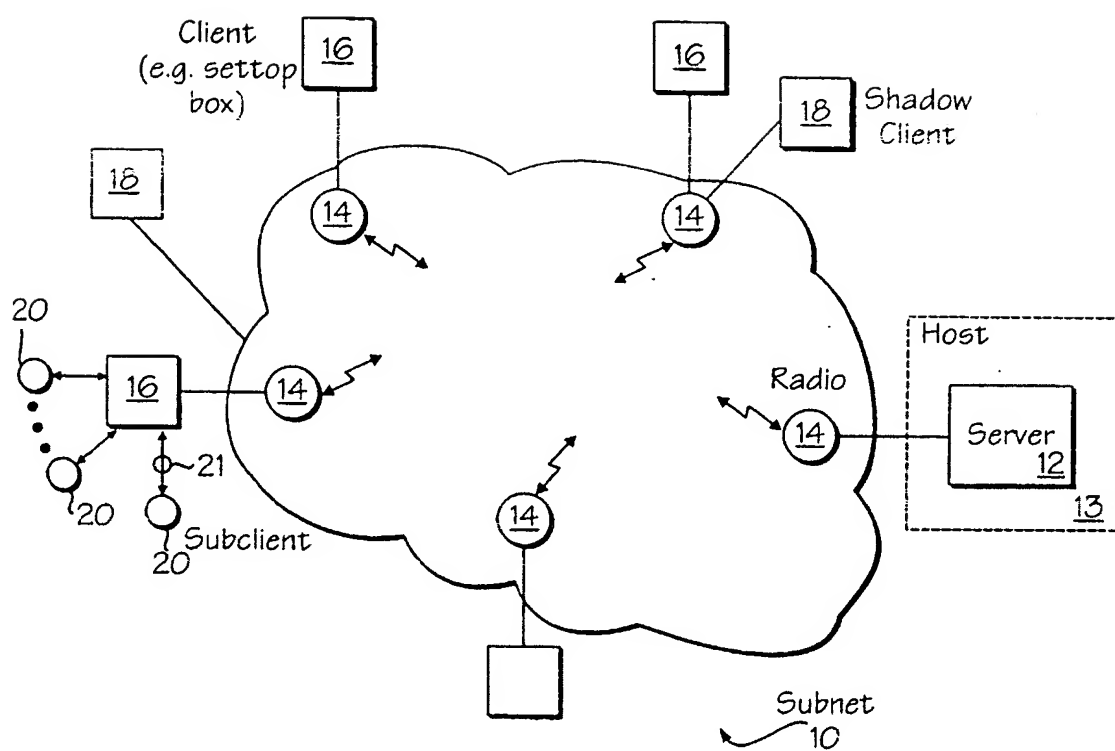 Client
(e.g. settop
box)
16
16
18
Shadow
Client
18
14
14
20
16
14
Host
Radio
Server
12
14
13
21
20
20
Subclient
14
Subnet
10